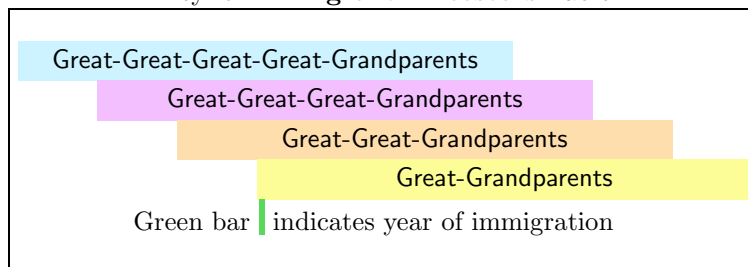 Great-Great-Great-Great-Grandparents
Great-Great-Great-Grandparents
Great-Great-Grandparents
Great-Grandparents
Green bar indicates year of immigration